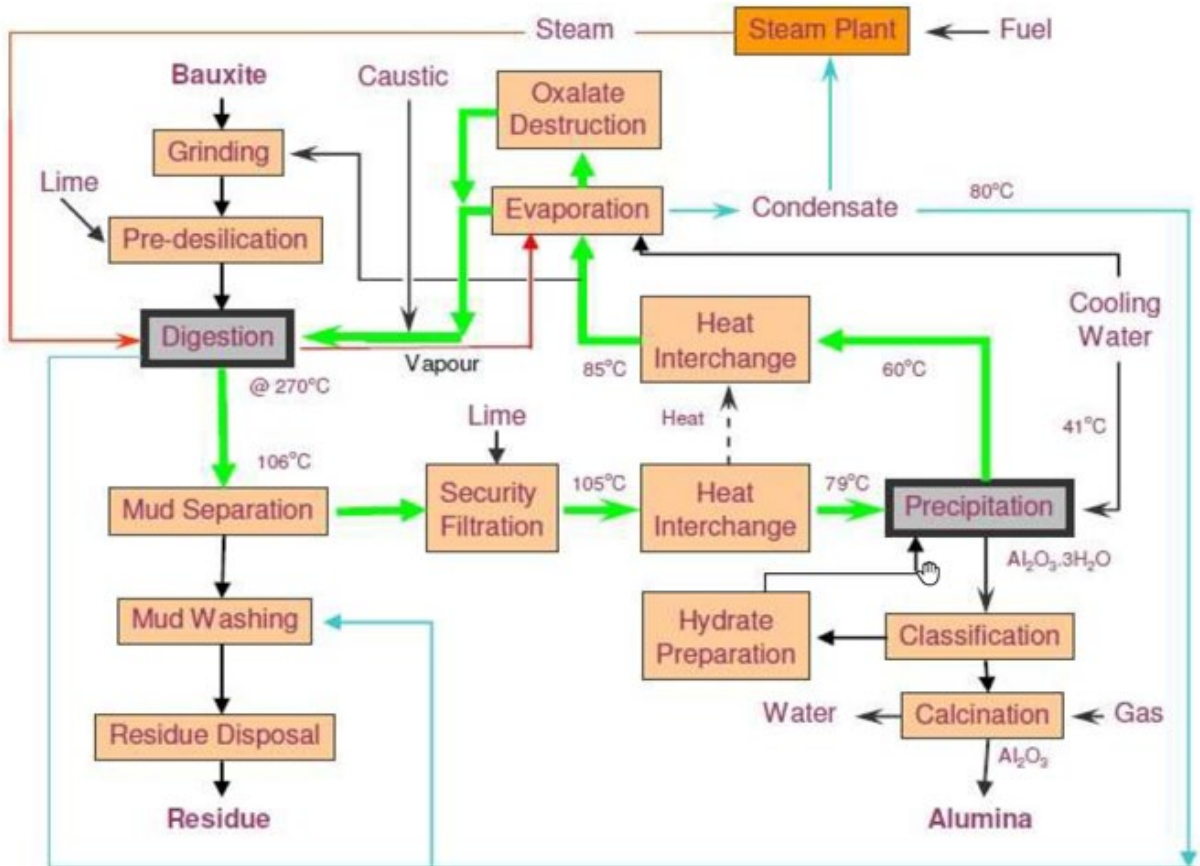 Steam
Steam Plant
Fuel
Bauxite
Caustic
Oxalate
Destruction
Grinding
Lime
Evaporation
Condensate
80°C
Pre-desilication
Cooling
Water
Digestion
Heat
Interchange
Vapour
@ 270°C
85°C
60°C
Lime
Heat
41°C
106°C
Mud Separation
Security
Filtration
105°C
Heat
Interchange
79°C
Precipitation
Al₂O₃.3H₂O
Mud Washing
Hydrate
Preparation
Classification
Residue Disposal
Water
Calcination
Gas
Al₂O₃
Residue
Alumina